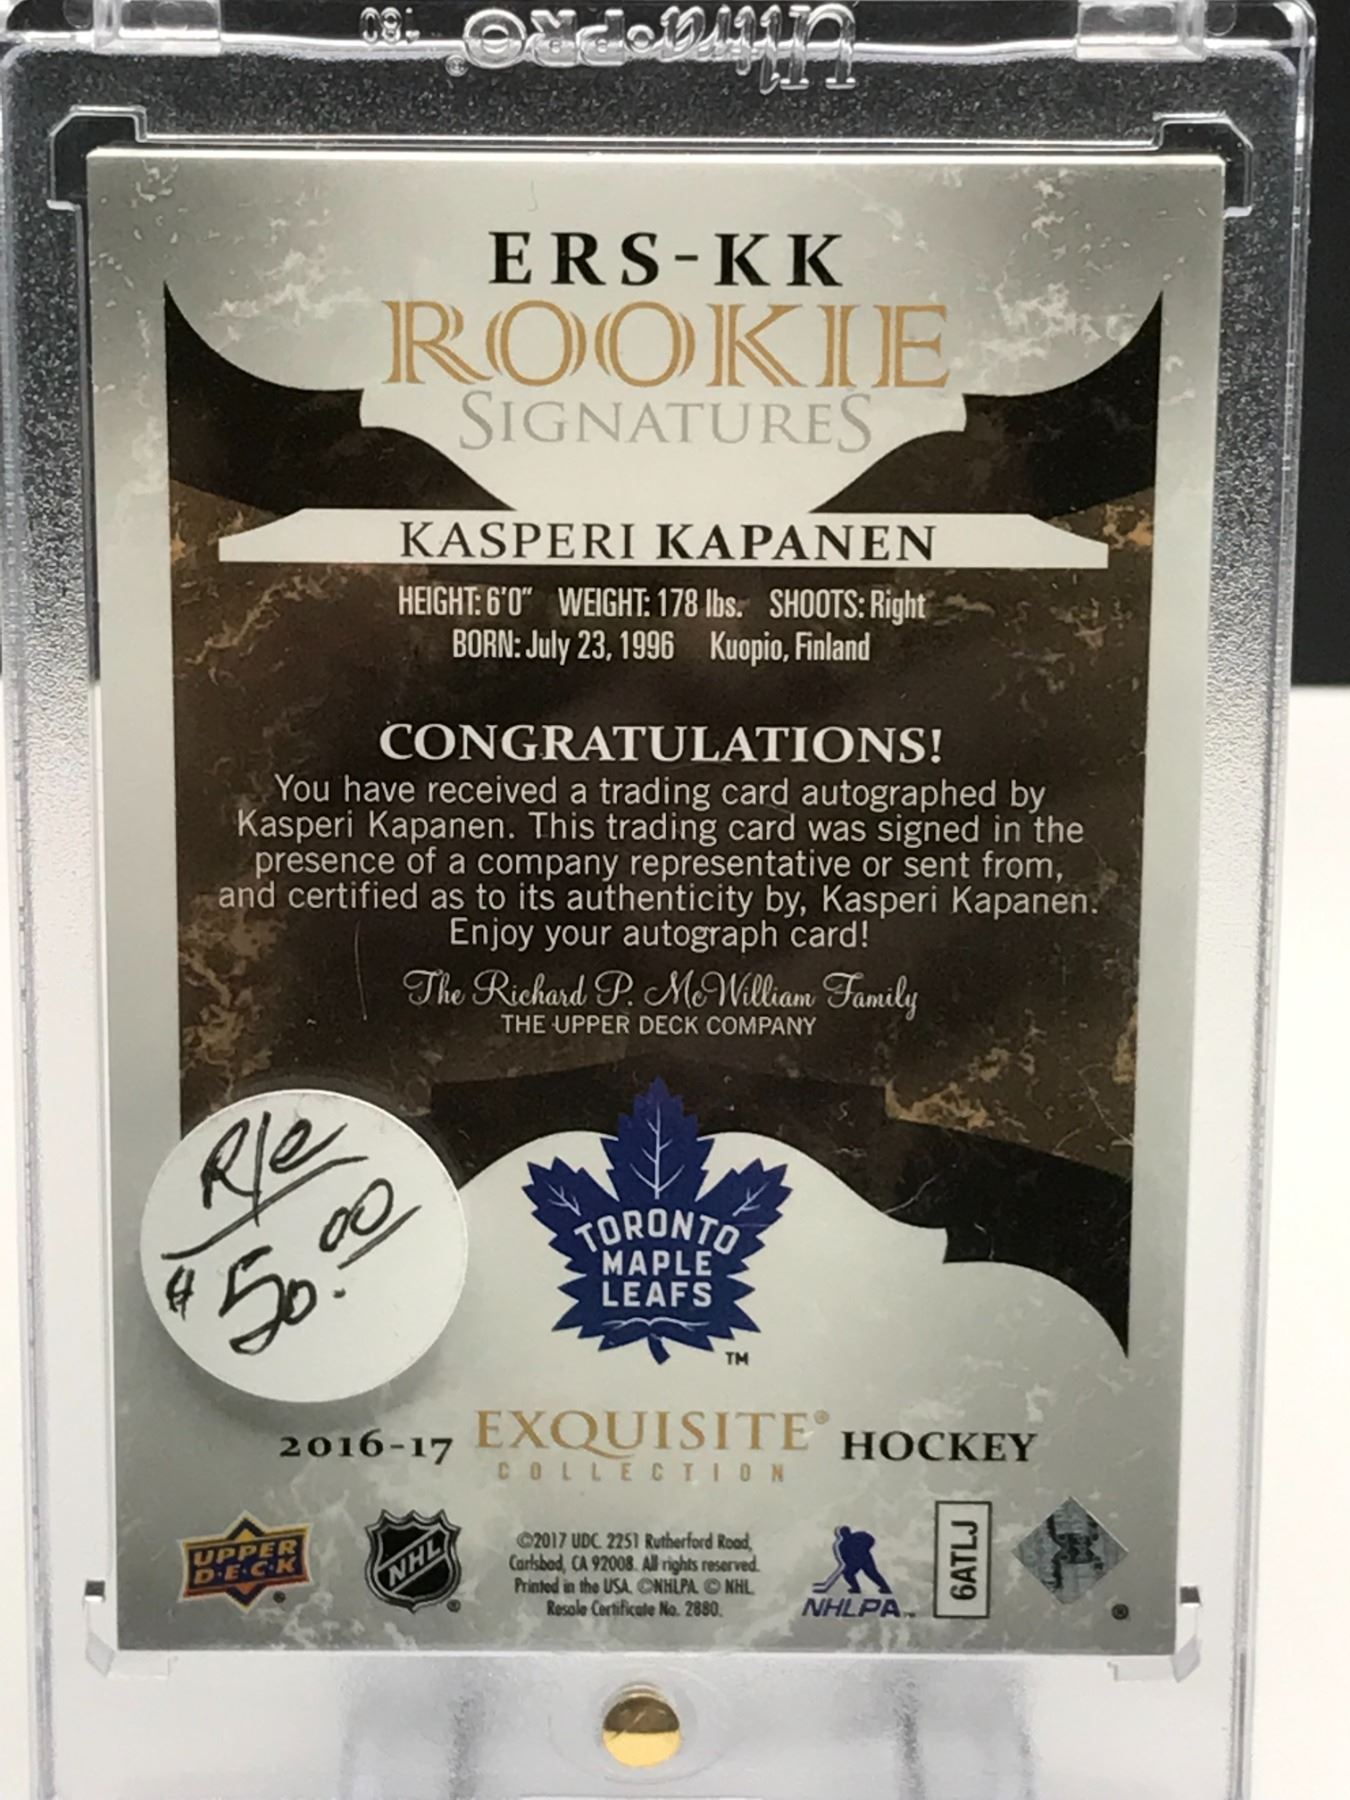 Ultra•PRO®
180
ERS-KK
ROOKIE
SIGNATURES
KASPERI KAPANEN
HEIGHT: 6'0" WEIGHT: 178 lbs. SHOOTS: Right
BORN: July 23, 1996 Kuopio, Finland
CONGRATULATIONS!
You have received a trading card autographed by
Kasperi Kapanen. This trading card was signed in the
presence of a company representative or sent from,
and certified as to its authenticity by, Kasperi Kapanen.
Enjoy your autograph card!
The Richard P. McWilliam Family
THE UPPER DECK COMPANY
R/e
$50.00
TORONTO
MAPLE
LEAFS
TM
2016-17 EXQUISITE® HOCKEY
COLLECTION
UPPER
D•E•C•K
®
NHL
®
©2017 UDC. 2251 Rutherford Road,
Carlsbad, CA 92008. All rights reserved.
Printed in the USA. ©NHLPA. © NHL.
Resale Certificate No. 2880.
NHLPA™
6ATLJ
®